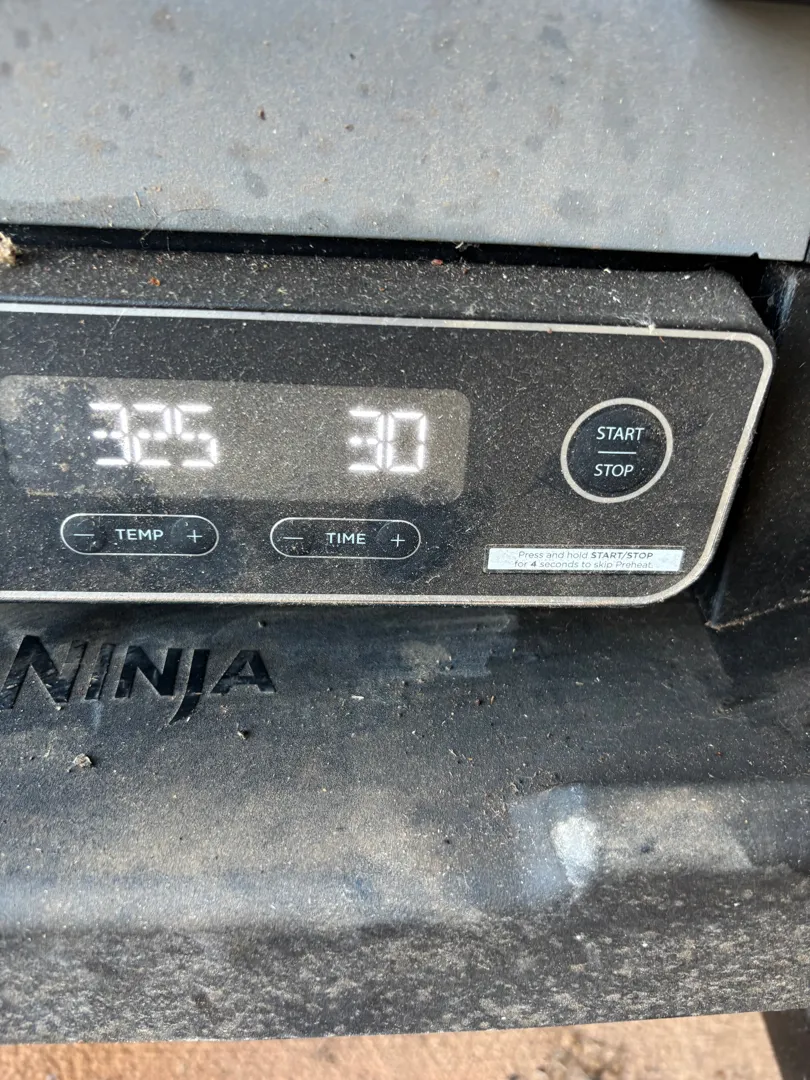 325 30
START
STOP
— TEMP +
— TIME +
Press and hold START/STOP
for 4 seconds to skip Preheat.
NINJA